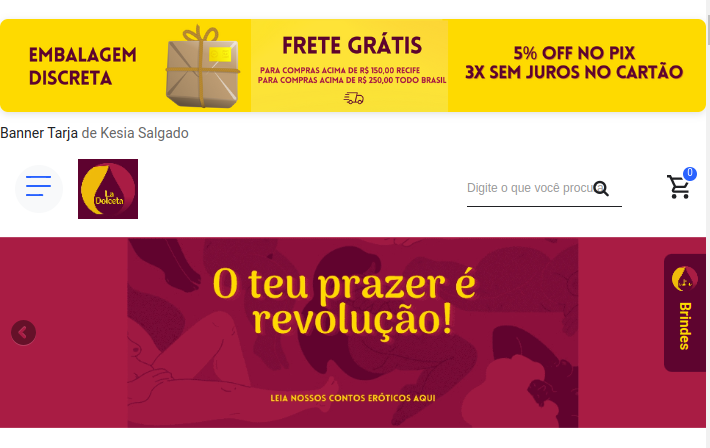 EMBALAGEM
DISCRETA
FRETE GRÁTIS
PARA COMPRAS ACIMA DE R$ 150,00 RECIFE
PARA COMPRAS ACIMA DE R$ 250,00 TODO BRASIL
5% OFF NO PIX
3X SEM JUROS NO CARTÃO
Banner Tarja de Kesia Salgado
La
Dolceta
Digite o que você procura
0
O teu prazer é
revolução!
LEIA NOSSOS CONTOS ERÓTICOS AQUI
Brindes